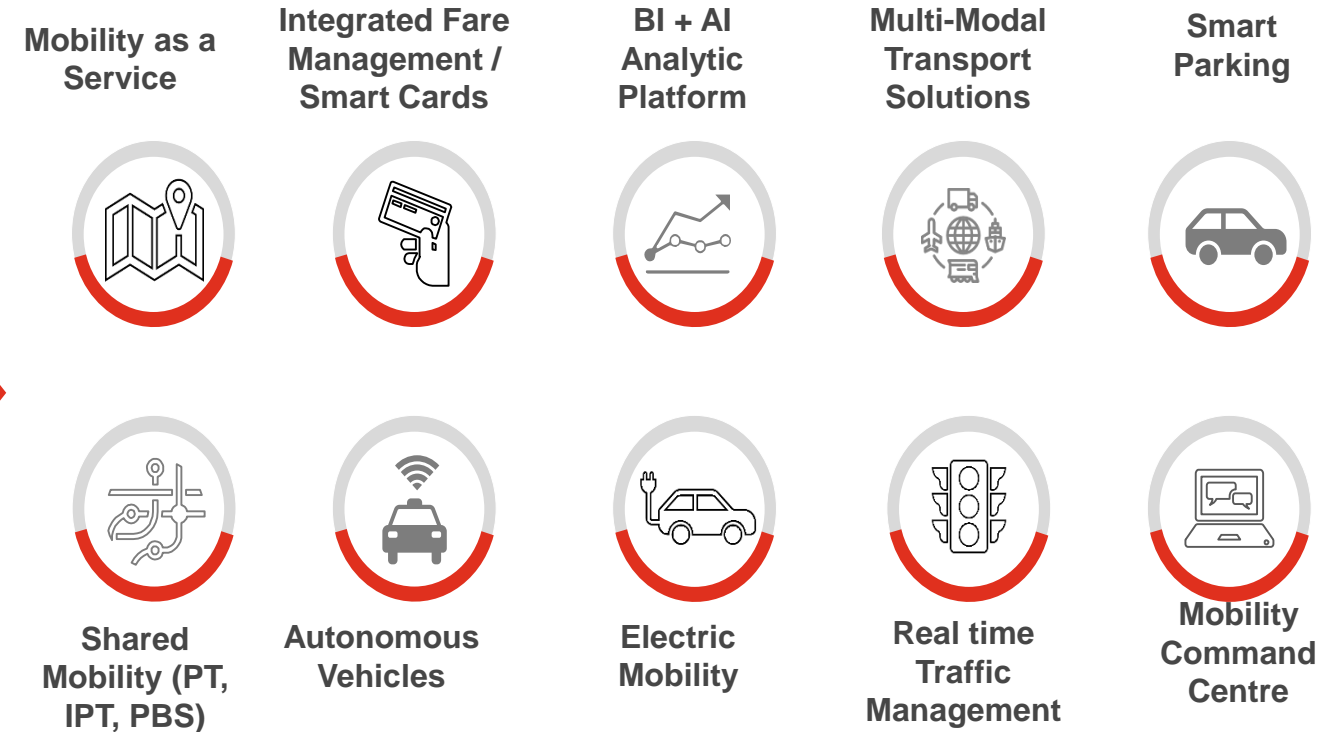 Mobility as a
Service
Integrated Fare
Management /
Smart Cards
BI + AI
Analytic
Platform
Multi-Modal
Transport
Solutions
Smart
Parking
Shared
Mobility (PT,
IPT, PBS)
Autonomous
Vehicles
Electric
Mobility
Real time
Traffic
Management
Mobility
Command
Centre